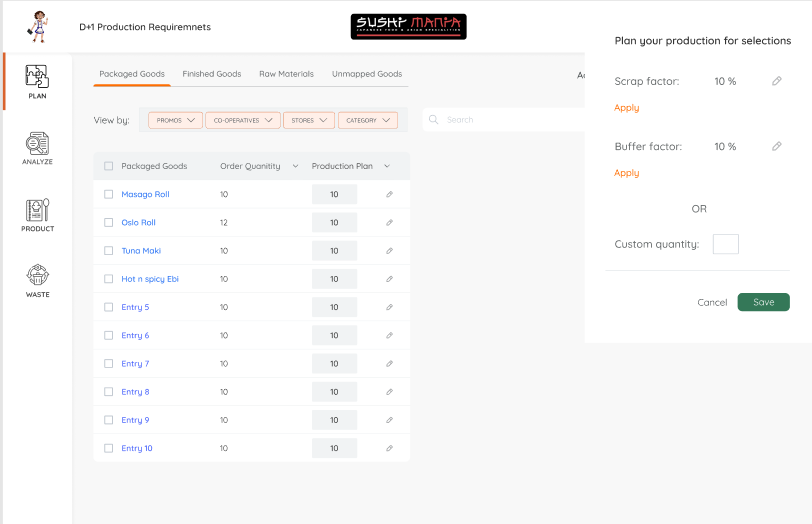 D+1 Production Requiremnets
SUSHI MANIA
JAPANESE FOOD & ASIAN SPECIALITIES
Plan your production for selections
Packaged Goods Finished Goods Raw Materials Unmapped Goods
Scrap factor: 10 %
Apply
PLAN
View by: PROMOS CO-OPERATIVES STORES CATEGORY Search
Buffer factor: 10 %
Apply
ANALYZE
Packaged Goods Order Quanitity Production Plan
Masago Roll 10 10
OR
Oslo Roll 12 10
PRODUCT
Custom quantity:
Tuna Maki 10 10
Hot n spicy Ebi 10 10
WASTE
Cancel Save
Entry 5 10 10
Entry 6 10 10
Entry 7 10 10
Entry 8 10 10
Entry 9 10 10
Entry 10 10 10